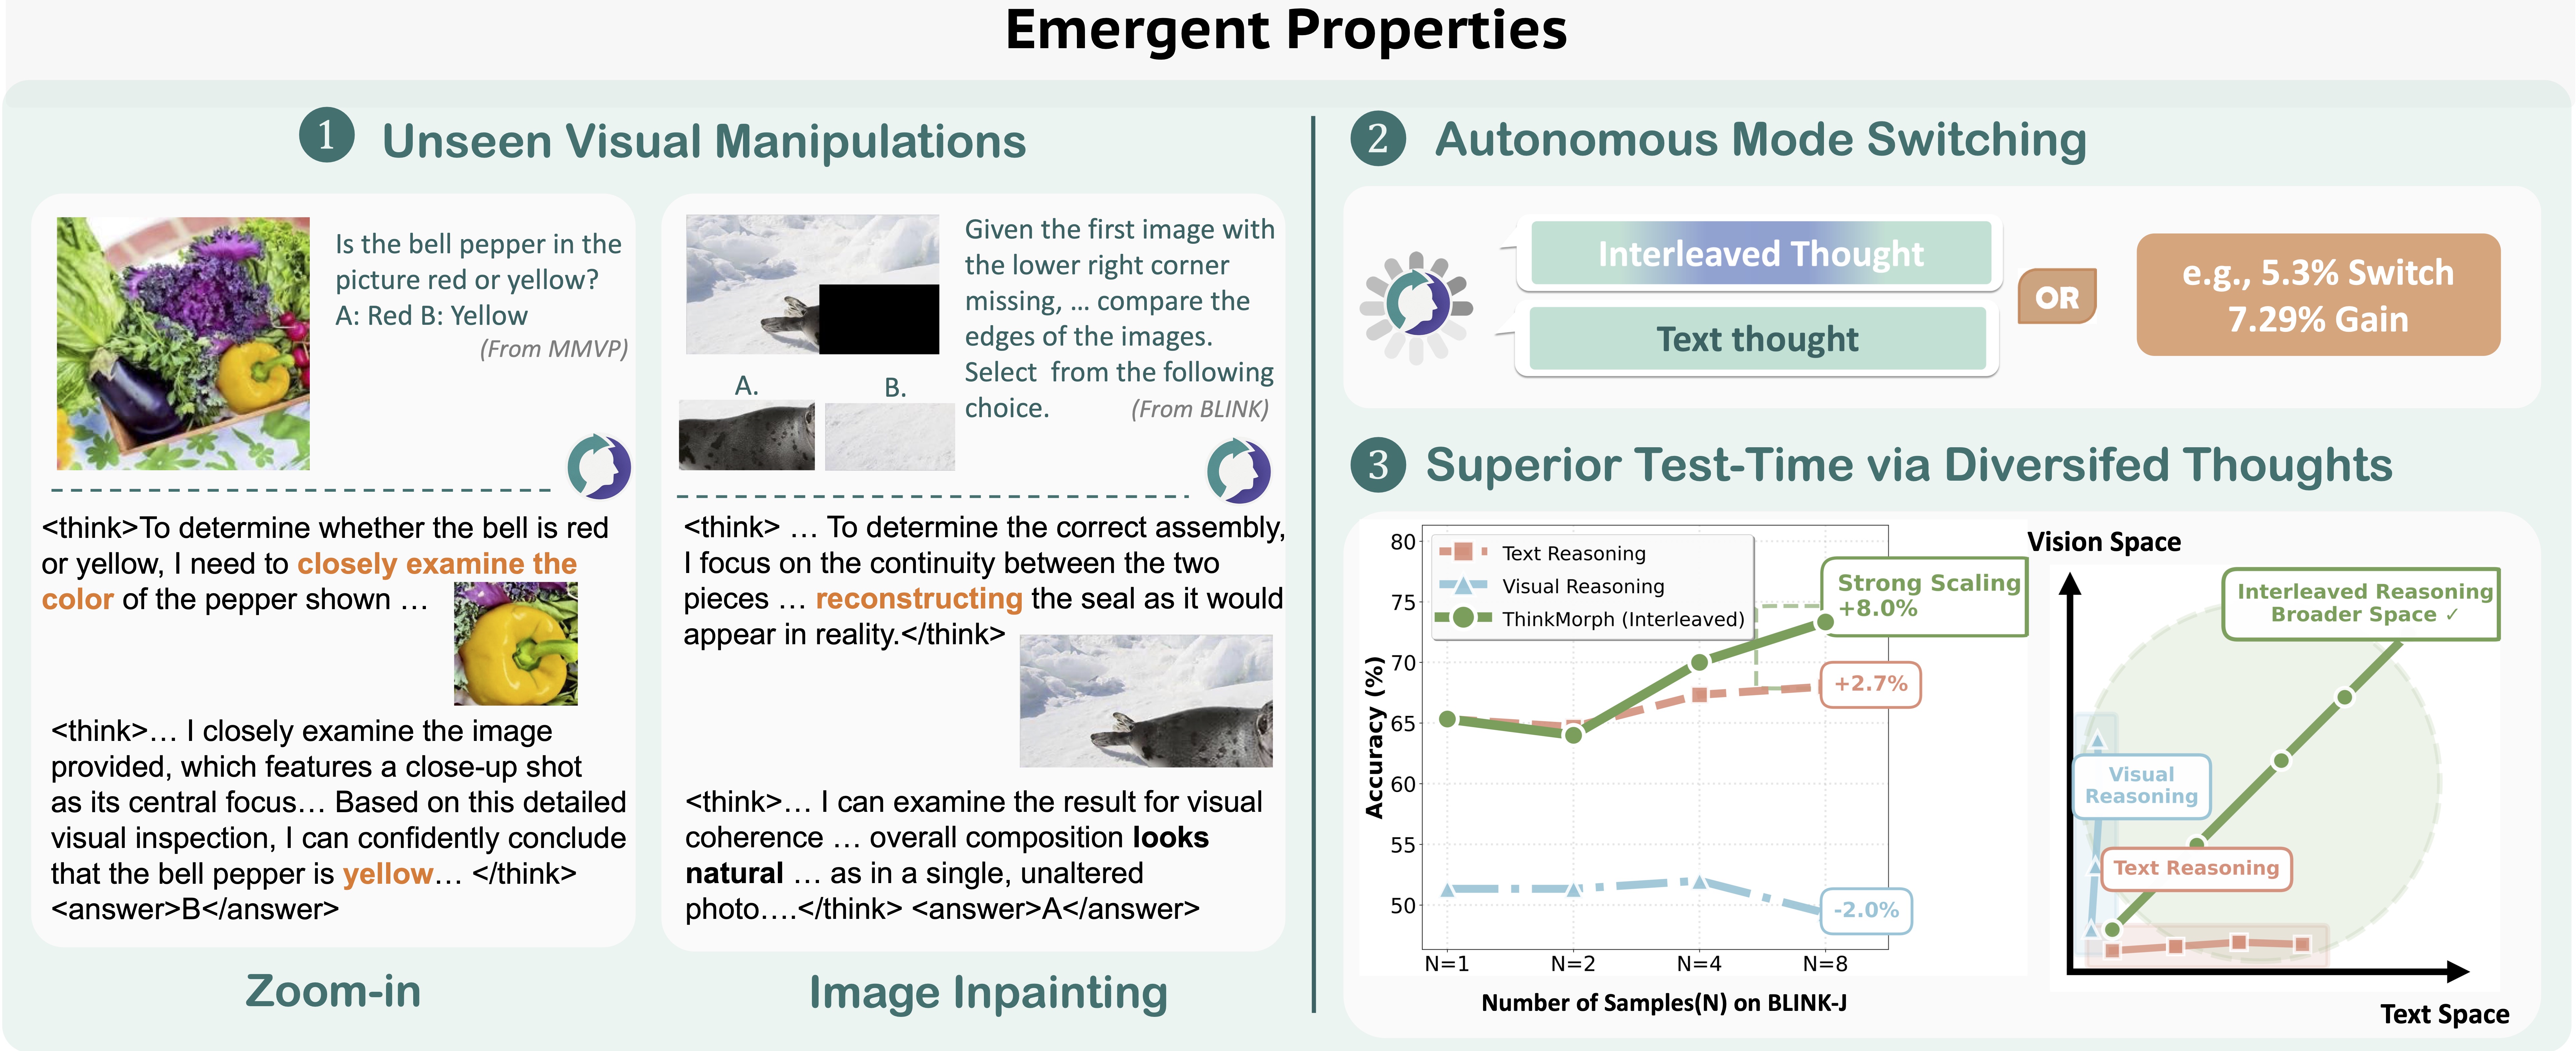 Emergent Properties
1 Unseen Visual Manipulations
Is the bell pepper in the
picture red or yellow?
A: Red B: Yellow
(From MMVP)
<think>To determine whether the bell is red
or yellow, I need to closely examine the
color of the pepper shown …
<think>… I closely examine the image
provided, which features a close-up shot
as its central focus… Based on this detailed
visual inspection, I can confidently conclude
that the bell pepper is yellow… </think>
<answer>B</answer>
Zoom-in
Given the first image with
the lower right corner
missing, … compare the
edges of the images.
Select from the following
choice.
(From BLINK)
A.
B.
<think> … To determine the correct assembly,
I focus on the continuity between the two
pieces … reconstructing the seal as it would
appear in reality.</think>
<think>… I can examine the result for visual
coherence … overall composition looks
natural … as in a single, unaltered
photo….</think> <answer>A</answer>
Image Inpainting
2 Autonomous Mode Switching
Interleaved Thought
Text thought
OR
e.g., 5.3% Switch
7.29% Gain
3 Superior Test-Time via Diversifed Thoughts
Text Reasoning
Visual Reasoning
ThinkMorph (Interleaved)
Strong Scaling
+8.0%
+2.7%
-2.0%
Accuracy (%)
80
75
70
65
60
55
50
N=1
N=2
N=4
N=8
Number of Samples(N) on BLINK-J
Vision Space
Interleaved Reasoning
Broader Space ✓
Visual
Reasoning
Text Reasoning
Text Space